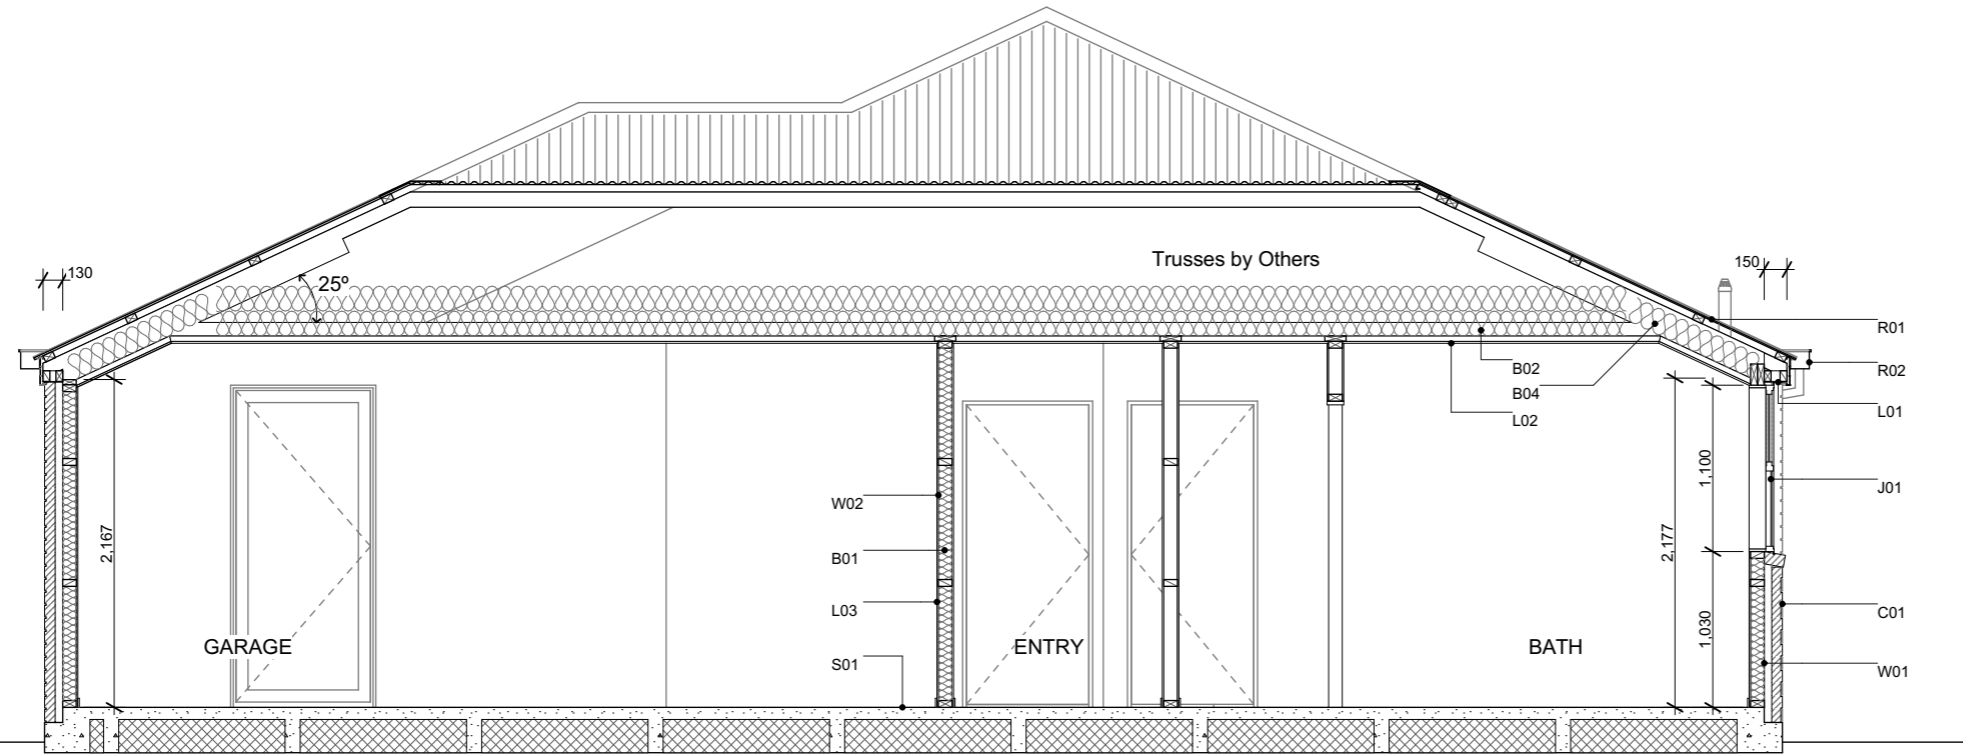 Trusses by Others
130
25º
150
R01
B02
R02
B04
L01
L02
1,100
J01
W02
2,167
2,177
B01
L03
C01
1,030
GARAGE
ENTRY
BATH
S01
W01